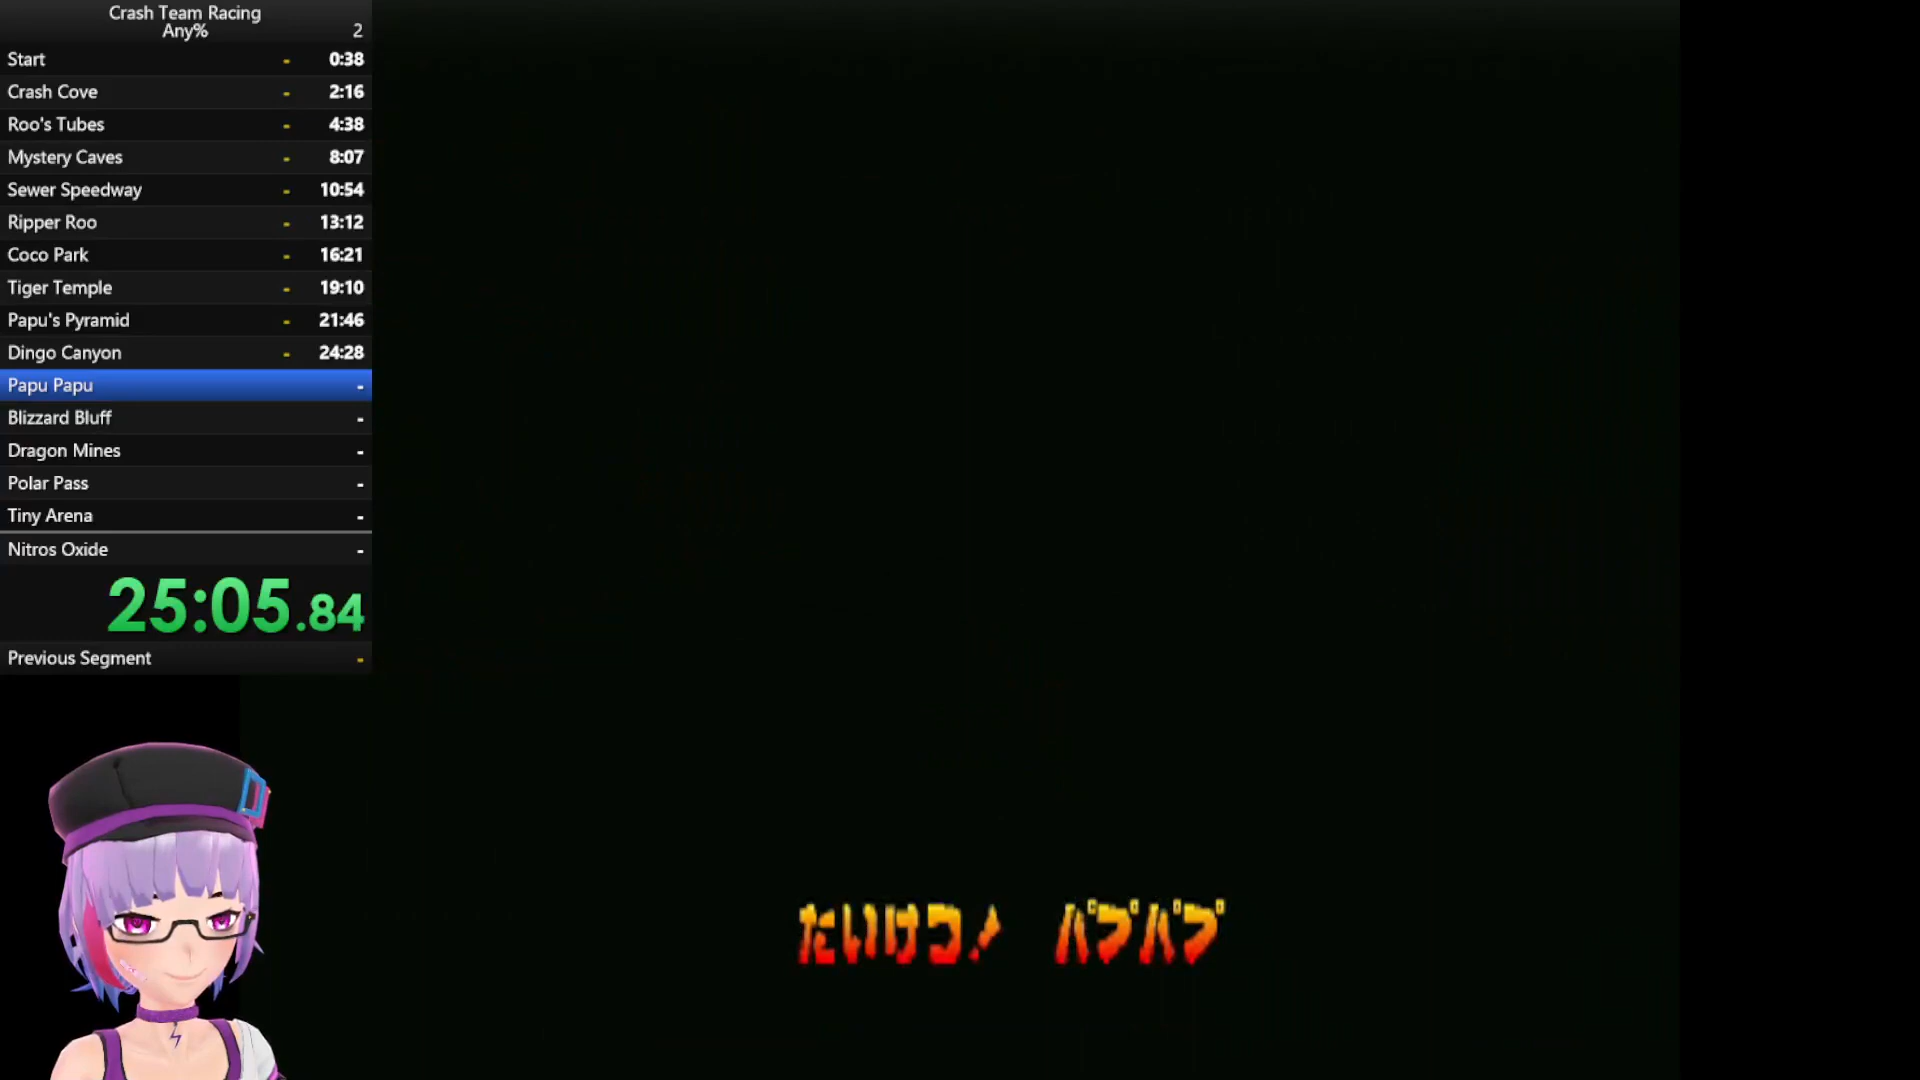 Crash Team Racing
Any%
2
Start - 0:38
Crash Cove - 2:16
Roo's Tubes - 4:38
Mystery Caves - 8:07
Sewer Speedway - 10:54
Ripper Roo - 13:12
Coco Park - 16:21
Tiger Temple - 19:10
Papu's Pyramid - 21:46
Dingo Canyon - 24:28
Papu Papu -
Blizzard Bluff -
Dragon Mines -
Polar Pass -
Tiny Arena -
Nitros Oxide -
25:05.84
Previous Segment -
たいけつ! パプパプ